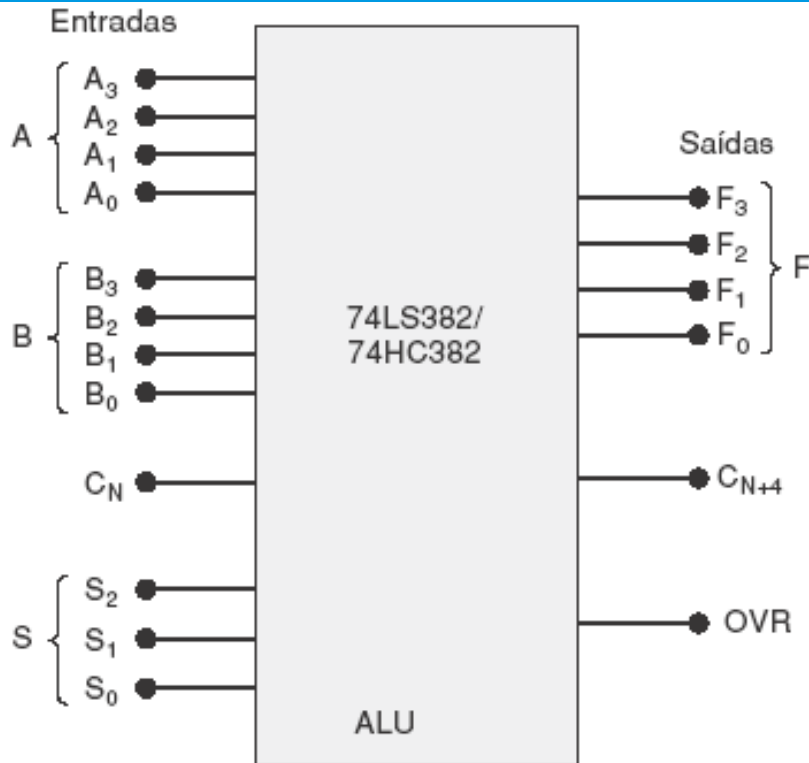 Entradas
A
A3
A2
A1
A0
B
B3
B2
B1
B0
CN
S
S2
S1
S0
74LS382/
74HC382
ALU
Saídas
F3
F2
F1
F0
F
CN+4
OVR